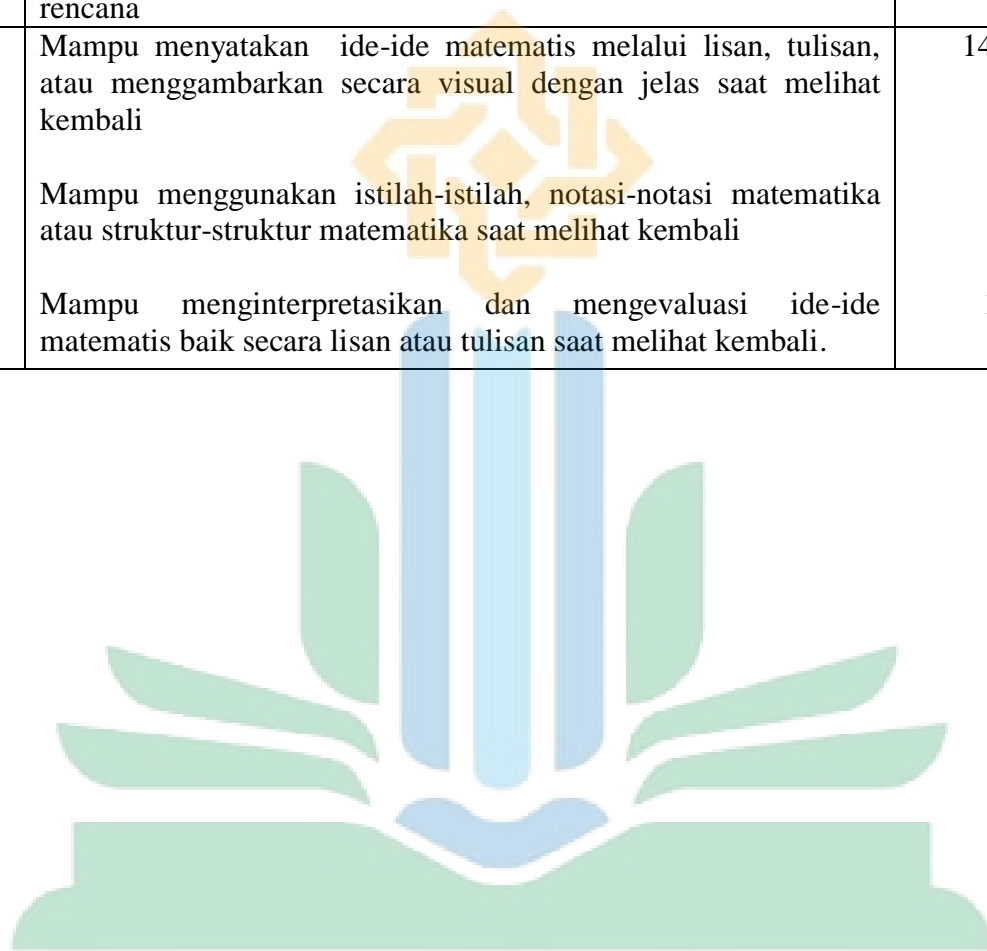 rencana
Mampu menyatakan ide-ide matematis melalui lisan, tulisan,
atau menggambarkan secara visual dengan jelas saat melihat
kembali
Mampu menggunakan istilah-istilah, notasi-notasi matematika
atau struktur-struktur matematika saat melihat kembali
Mampu menginterpretasikan dan mengevaluasi ide-ide
matematis baik secara lisan atau tulisan saat melihat kembali.